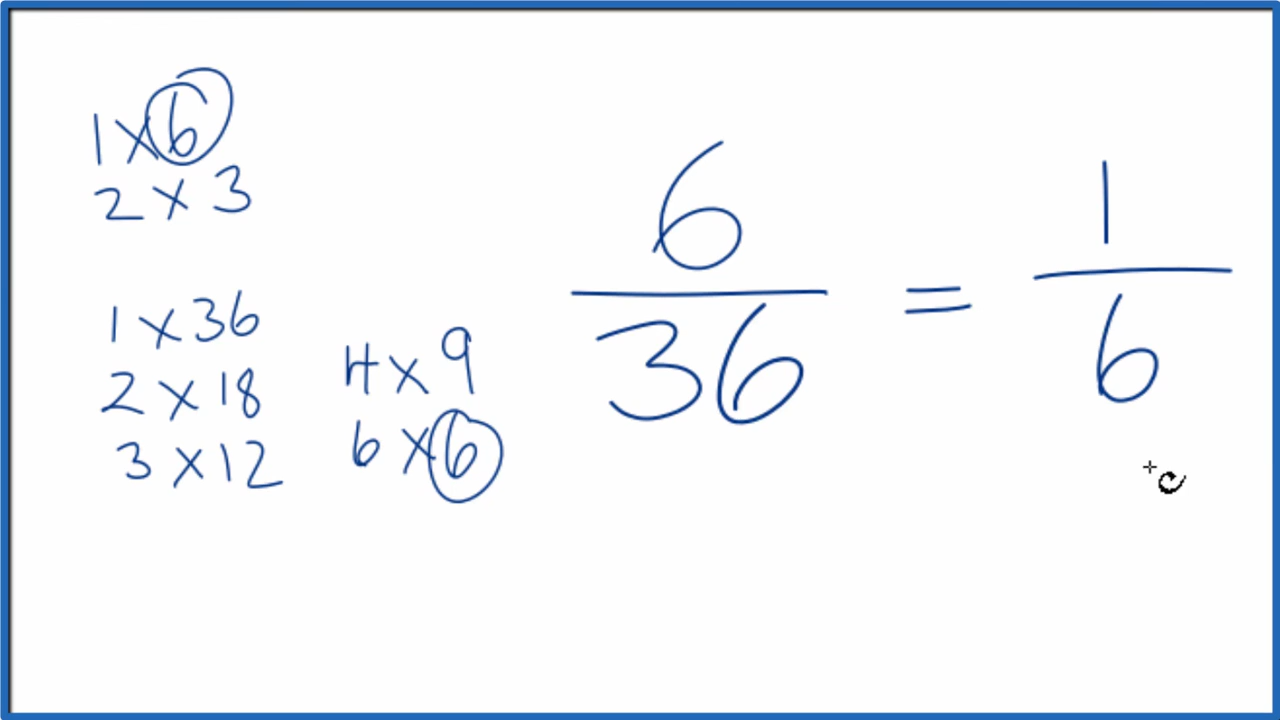 1 x 6
2 x 3
1 x 36
2 x 18
3 x 12
4 x 9
6 x 6
6/36 = 1/6